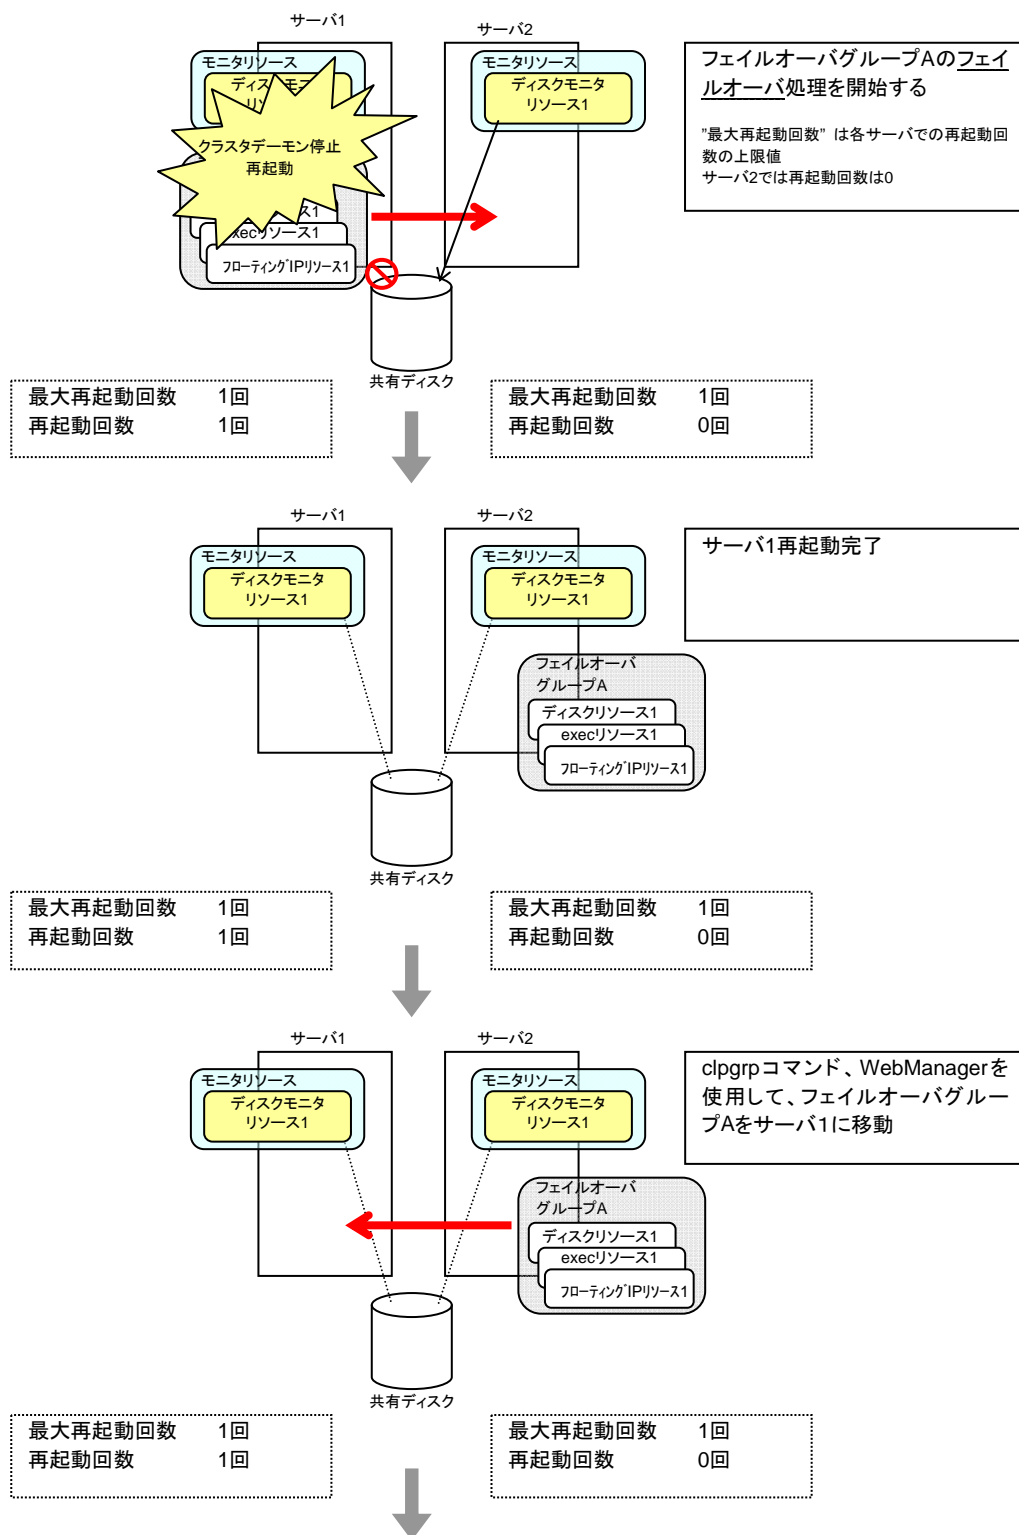 サーバ1
サーバ2
モニタリソース
ディスクモニタ
リソース
クラスタデーモン停止
再起動
ス1
execリソース1
フローティングIPリソース1
モニタリソース
ディスクモニタ
リソース1
共有ディスク
フェイルオーバグループAのフェイ
ルオーバ処理を開始する
"最大再起動回数" は各サーバでの再起動回
数の上限値
サーバ2では再起動回数は0
最大再起動回数 1回
再起動回数 1回
最大再起動回数 1回
再起動回数 0回
サーバ1
サーバ2
モニタリソース
ディスクモニタ
リソース1
モニタリソース
ディスクモニタ
リソース1
フェイルオーバ
グループA
ディスクリソース1
execリソース1
フローティングIPリソース1
共有ディスク
サーバ1再起動完了
最大再起動回数 1回
再起動回数 1回
最大再起動回数 1回
再起動回数 0回
サーバ1
サーバ2
モニタリソース
ディスクモニタ
リソース1
モニタリソース
ディスクモニタ
リソース1
フェイルオーバ
グループA
ディスクリソース1
execリソース1
フローティングIPリソース1
共有ディスク
clpgrpコマンド、WebManagerを
使用して、フェイルオーバグルー
プAをサーバ1に移動
最大再起動回数 1回
再起動回数 1回
最大再起動回数 1回
再起動回数 0回